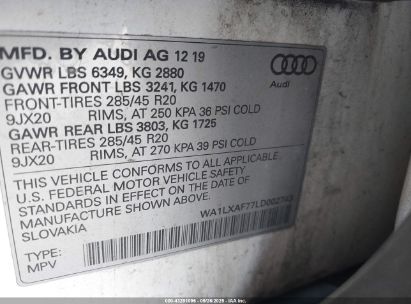 MFD. BY AUDI AG 12 19
GVWR LBS 6349, KG 2880
GAWR FRONT LBS 3241, KG 1470
FRONT-TIRES 285/45 R20
9JX20 RIMS, AT 250 KPA 36 PSI COLD
GAWR REAR LBS 3803, KG 1725
REAR-TIRES 285/45 R20
9JX20 RIMS, AT 270 KPA 39 PSI COLD
Audi
THIS VEHICLE CONFORMS TO ALL APPLICABLE
U.S. FEDERAL MOTOR VEHICLE SAFETY
STANDARDS IN EFFECT ON THE DATE OF
MANUFACTURE SHOWN ABOVE.
SLOVAKIA
WA1LXAF77LD002743
TYPE:
MPV